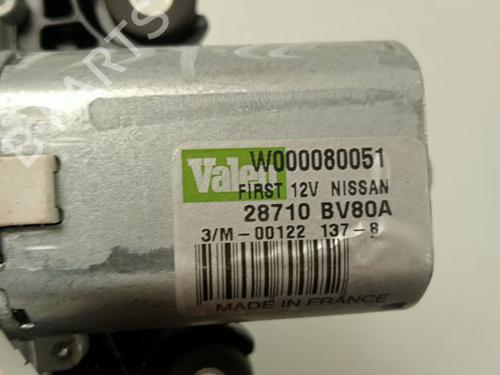 B-PARTS
Valeo W000080051
FIRST 12V NISSAN
28710 BV80A
3/M-00122 137-8
MADE IN FRANCE